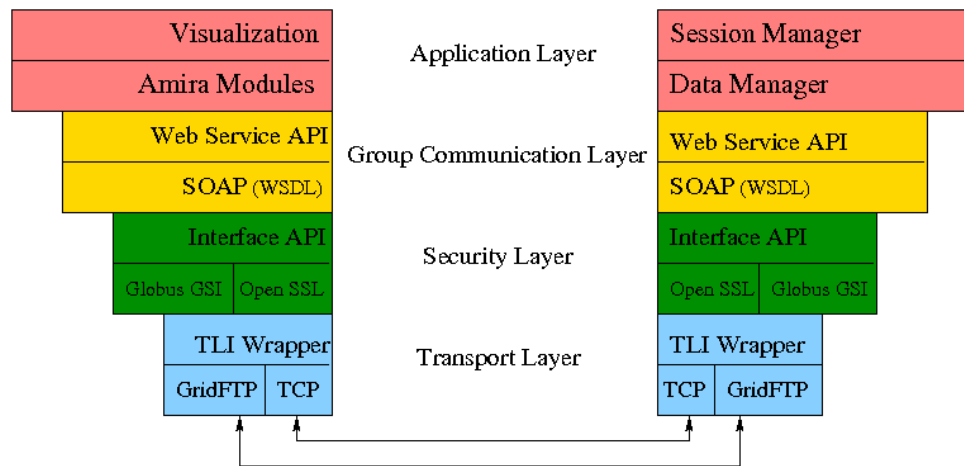 Visualization
Amira Modules
Web Service API
SOAP (WSDL)
Interface API
Globus GSI
Open SSL
TLI Wrapper
GridFTP
TCP
Application Layer
Group Communication Layer
Security Layer
Transport Layer
Session Manager
Data Manager
Web Service API
SOAP (WSDL)
Interface API
Open SSL
Globus GSI
TLI Wrapper
TCP
GridFTP